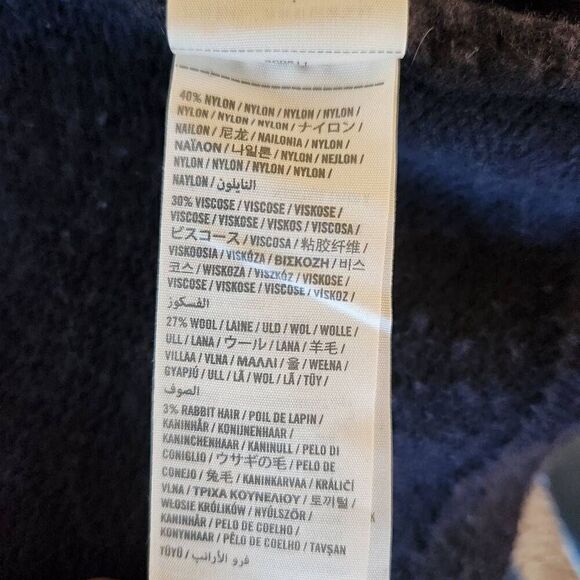 40% NYLON / NYLON / NYLON / NYLON /
NYLON / NYLON / NYLON / ナイロン /
NAILON / 尼龙 / NAILONIA / NYLON /
ΝΑΪΛΟΝ / 나일론 / NYLON / NEJLON /
NYLON / NYLON / NYLON / NYLON /
NAYLON / النايلون
30% VISCOSE / VISCOSE / VISKOSE /
VISCOSE / VISKOSE / VISKOS / VISCOSA /
ビスコース / VISCOSA / 粘胶纤维 /
VISKOOSIA / VISKÓZA / ΒΙΣΚΟΖΗ / 비스
코스 / WISKOZA / VISZKÓZ / VISKOSE /
VISCOSE / VISKOSE / VISCOSE / VİSKOZ /
الفسكوز
27% WOOL / LAINE / ULD / WOL / WOLLE /
ULL / LANA / ウール / LANA / 羊毛 /
VILLAA / VLNA / ΜΑΛΛΙ / 울 / WEŁNA /
GYAPJÚ / ULL / LÃ / WOL / LÃ / TÜY /
الصوف
3% RABBIT HAIR / POIL DE LAPIN /
KANINHÅR / KONIJNENHAAR /
KANINCHENHAAR / KANINULL / PELO DI
CONIGLIO / ウサギの毛 / PELO DE
CONEJO / 兔毛 / KANINKARVAA / KRÁLIČÍ
VLNA / ΤΡΙΧΑ ΚΟΥΝΕΛΙΟΥ / 토끼털 /
WŁOSIE KRÓLIKÓW / NYÚLSZŐR /
KANINHÅR / PELO DE COELHO /
KONYNHAAR / PÊLO DE COELHO / TAVŞAN
TÜYÜ / فرو الأرانب